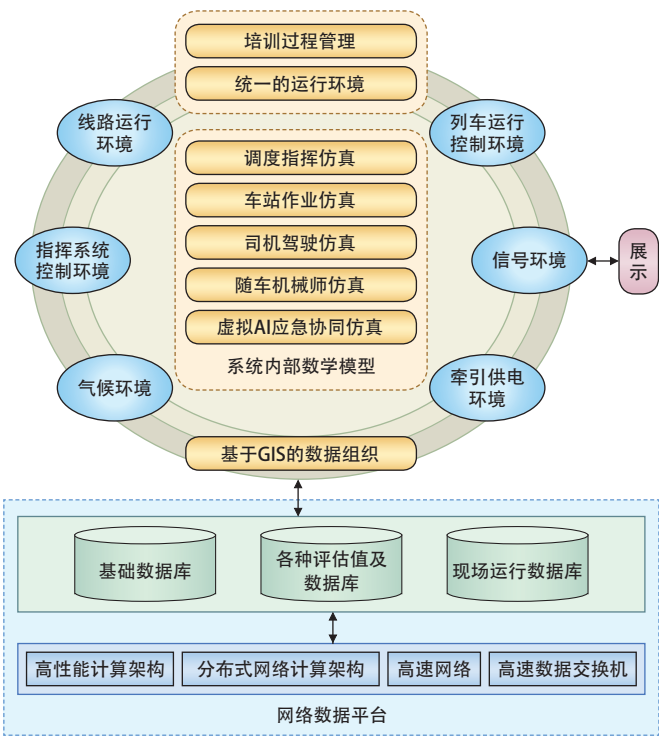 培训过程管理
统一的运行环境
线路运行
环境
列车运行
控制环境
调度指挥仿真
车站作业仿真
司机驾驶仿真
随车机械师仿真
虚拟AI应急协同仿真
系统内部数学模型
指挥系统
控制环境
信号环境
展
示
气候环境
牵引供电
环境
基于GIS的数据组织
基础数据库
各种评估值及
数据库
现场运行数据库
高性能计算架构
分布式网络计算架构
高速网络
高速数据交换机
网络数据平台